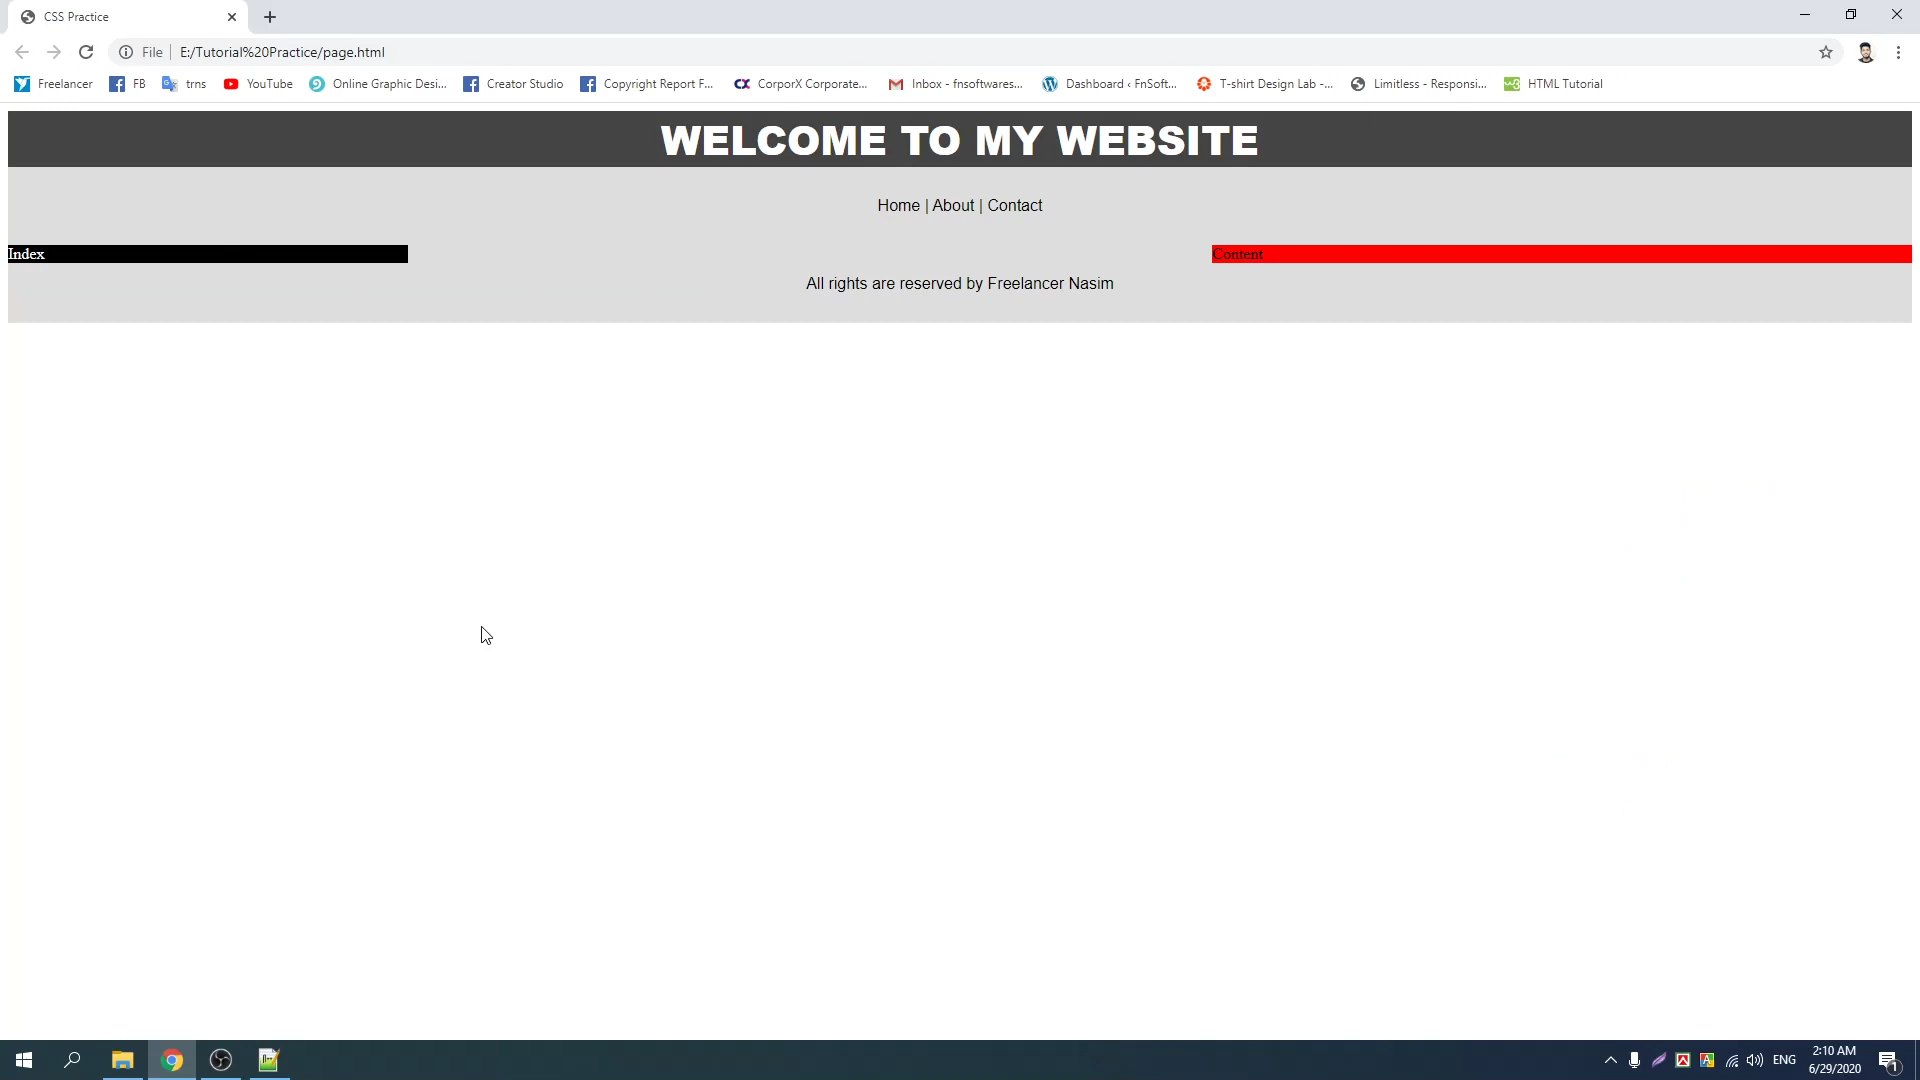 CSS Practice
File E:/Tutorial%20Practice/page.html
Freelancer FB trns YouTube Online Graphic Desi... Creator Studio Copyright Report F... CorporX Corporate... Inbox - fnsoftwares... Dashboard ‹ FnSoft... T-shirt Design Lab -... Limitless - Responsi... HTML Tutorial
WELCOME TO MY WEBSITE
Home | About | Contact
Index Content
All rights are reserved by Freelancer Nasim
ENG 2:10 AM
6/29/2020 1